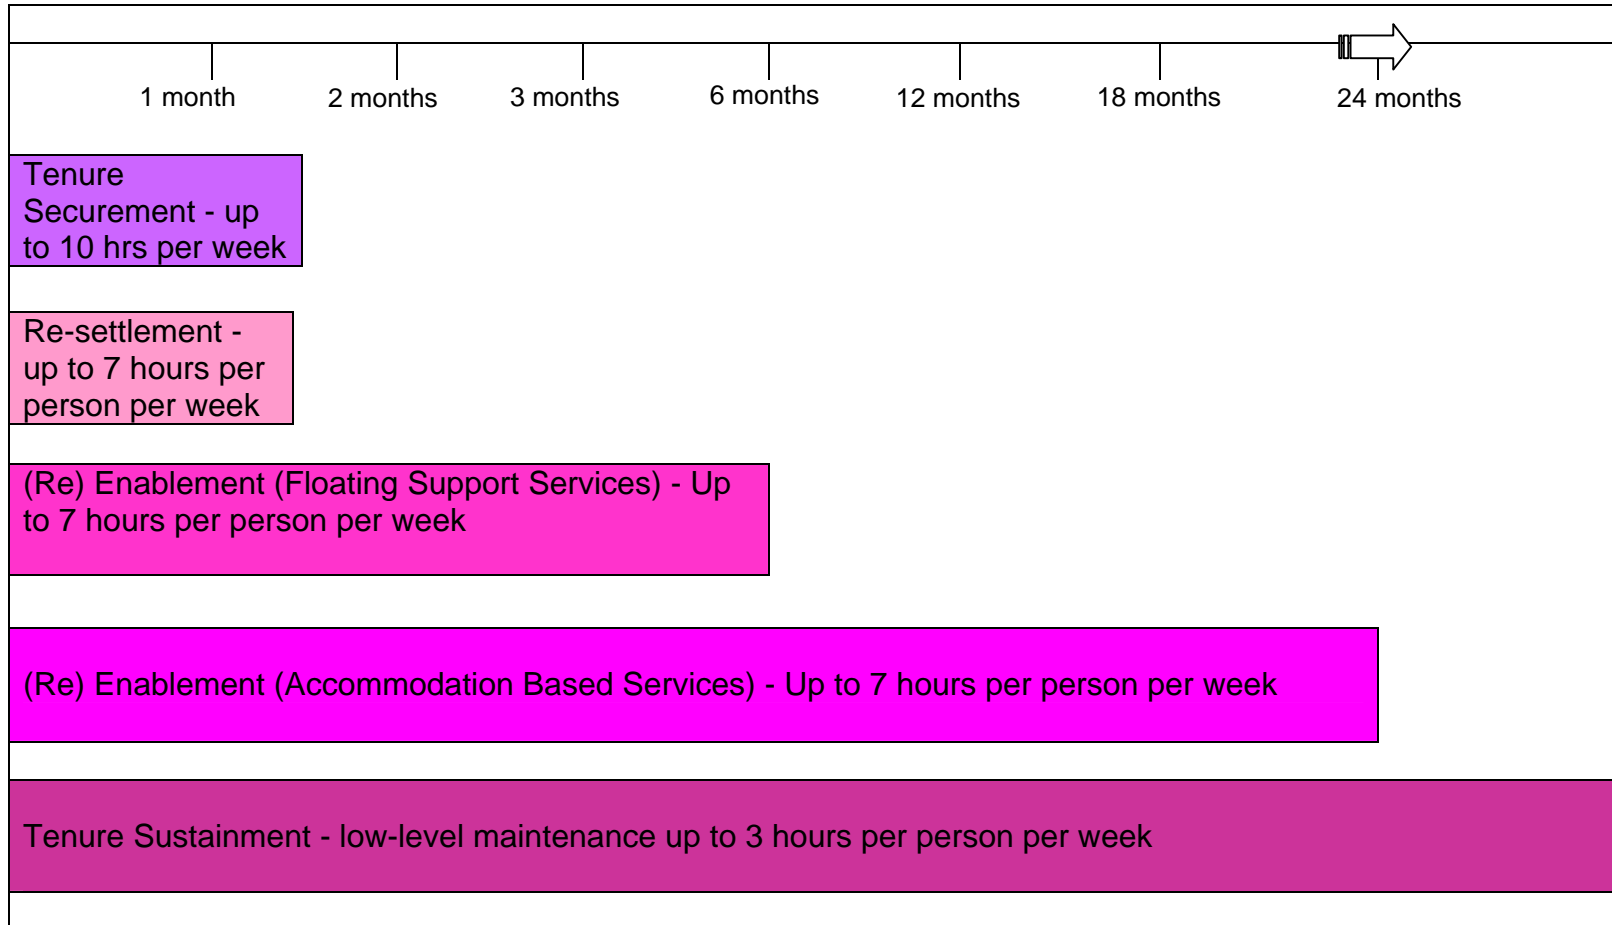 1 month
2 months
3 months
6 months
12 months
18 months
24 months
Tenure
Securement - up
to 10 hrs per week
Re-settlement -
up to 7 hours per
person per week
(Re) Enablement (Floating Support Services) - Up
to 7 hours per person per week
(Re) Enablement (Accommodation Based Services) - Up to 7 hours per person per week
Tenure Sustainment - low-level maintenance up to 3 hours per person per week